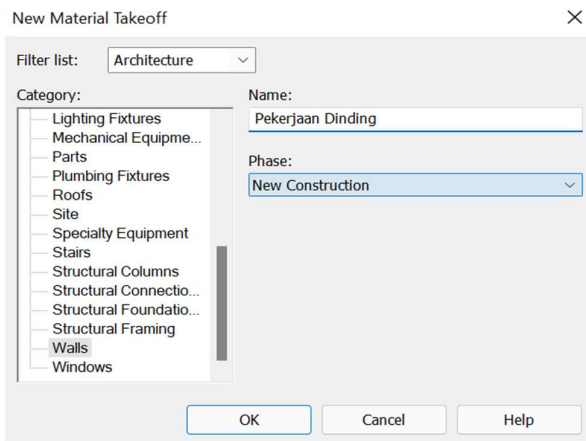 New Material Takeoff
Filter list: Architecture
Category:
Lighting Fixtures
Mechanical Equipme...
Parts
Plumbing Fixtures
Roofs
Site
Specialty Equipment
Stairs
Structural Columns
Structural Connectio...
Structural Foundatio...
Structural Framing
Walls
Windows
Name:
Pekerjaan Dinding
Phase:
New Construction
OK Cancel Help